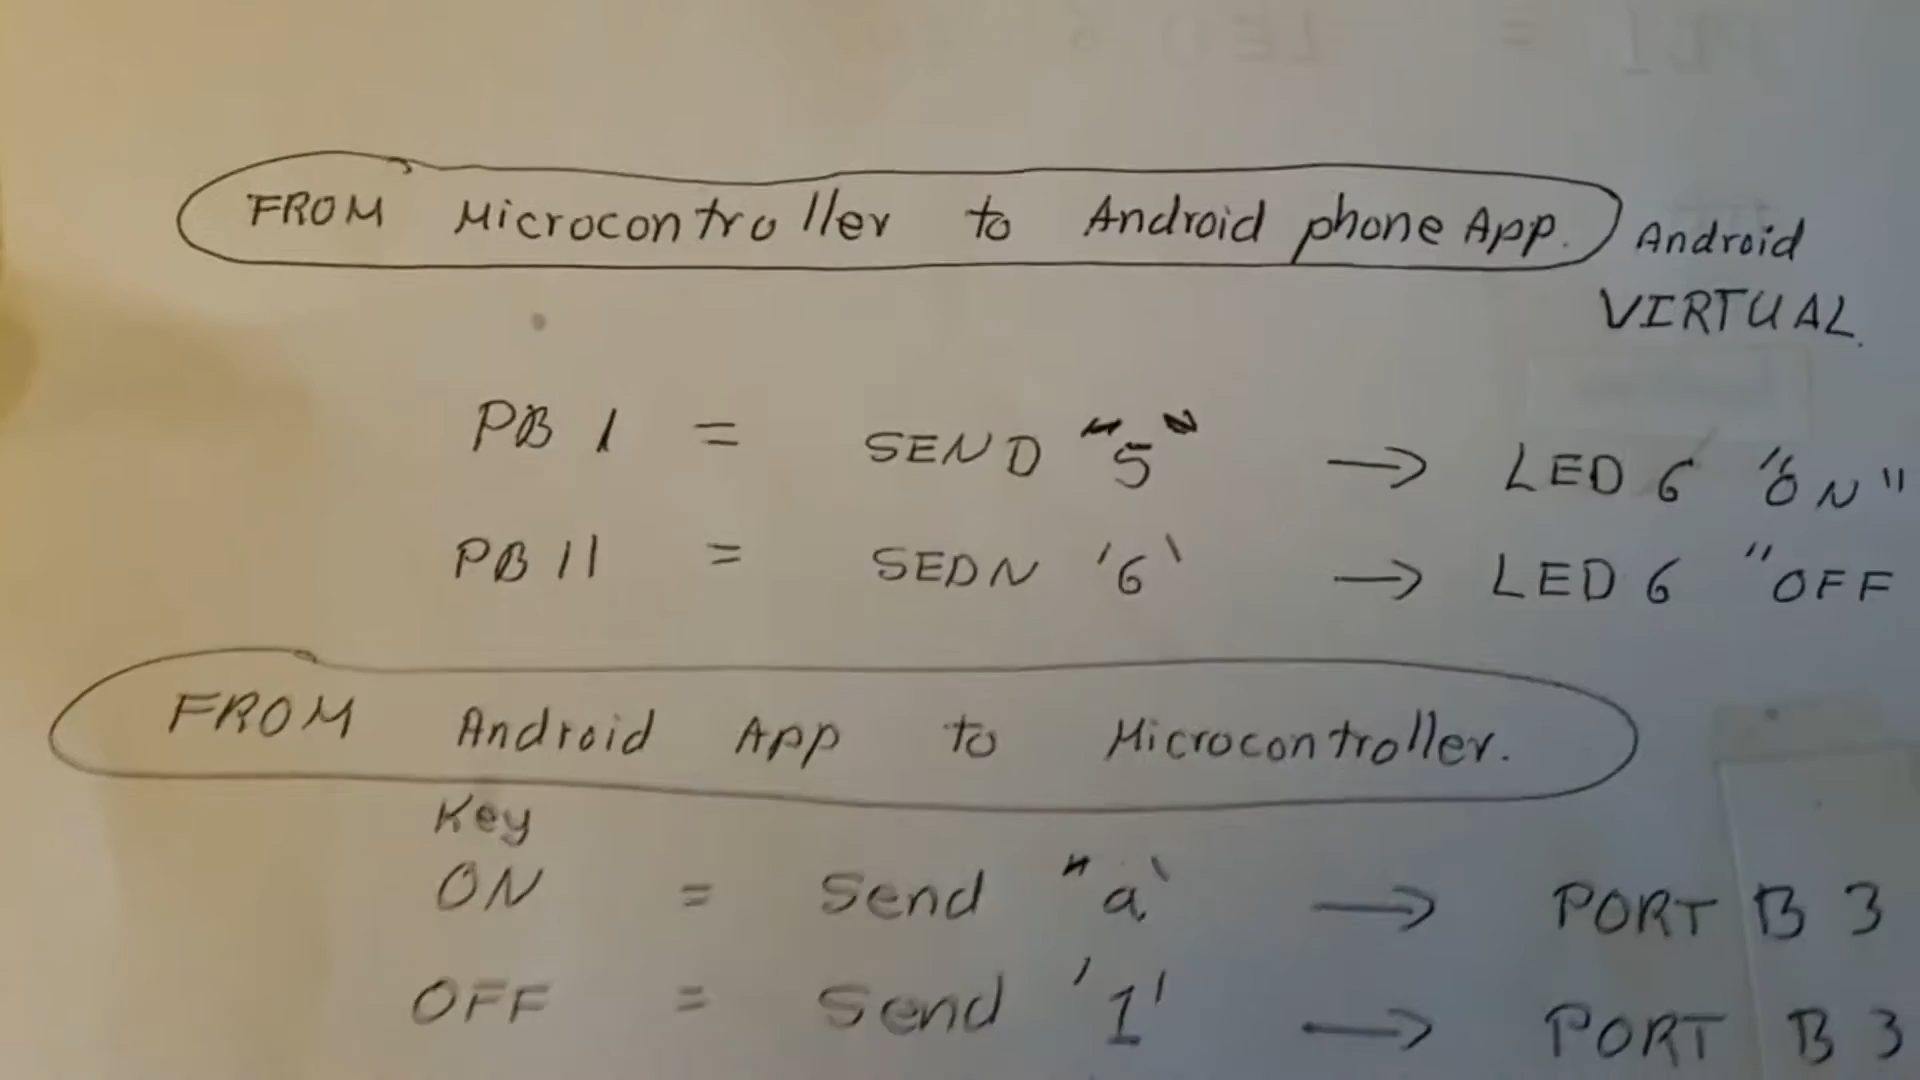 FROM Microcontroller to Android phone App. Android
VIRTUAL.
PB 1 = SEND "5" → LED 6 "ON"
PB 11 = SEDN '6' → LED 6 "OFF
FROM Android App to Microcontroller.
Key
ON = Send "a' → PORT B 3
OFF = Send '1' → PORT B 3